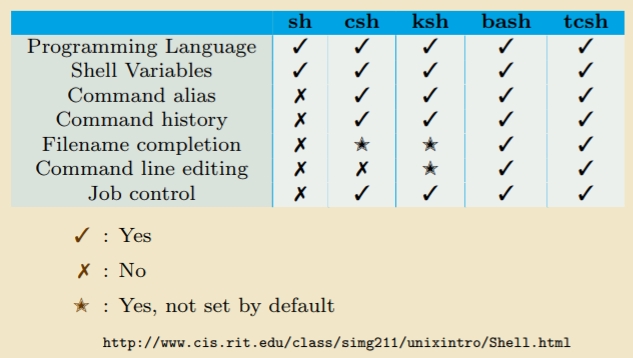 sh csh ksh bash tcsh
Programming Language ✓ ✓ ✓ ✓ ✓
Shell Variables ✓ ✓ ✓ ✓ ✓
Command alias ✗ ✓ ✓ ✓ ✓
Command history ✗ ✓ ✓ ✓ ✓
Filename completion ✗ ★ ★ ✓ ✓
Command line editing ✗ ✗ ★ ✓ ✓
Job control ✗ ✓ ✓ ✓ ✓
✓ : Yes
✗ : No
★ : Yes, not set by default
http://www.cis.rit.edu/class/simg211/unixintro/Shell.html